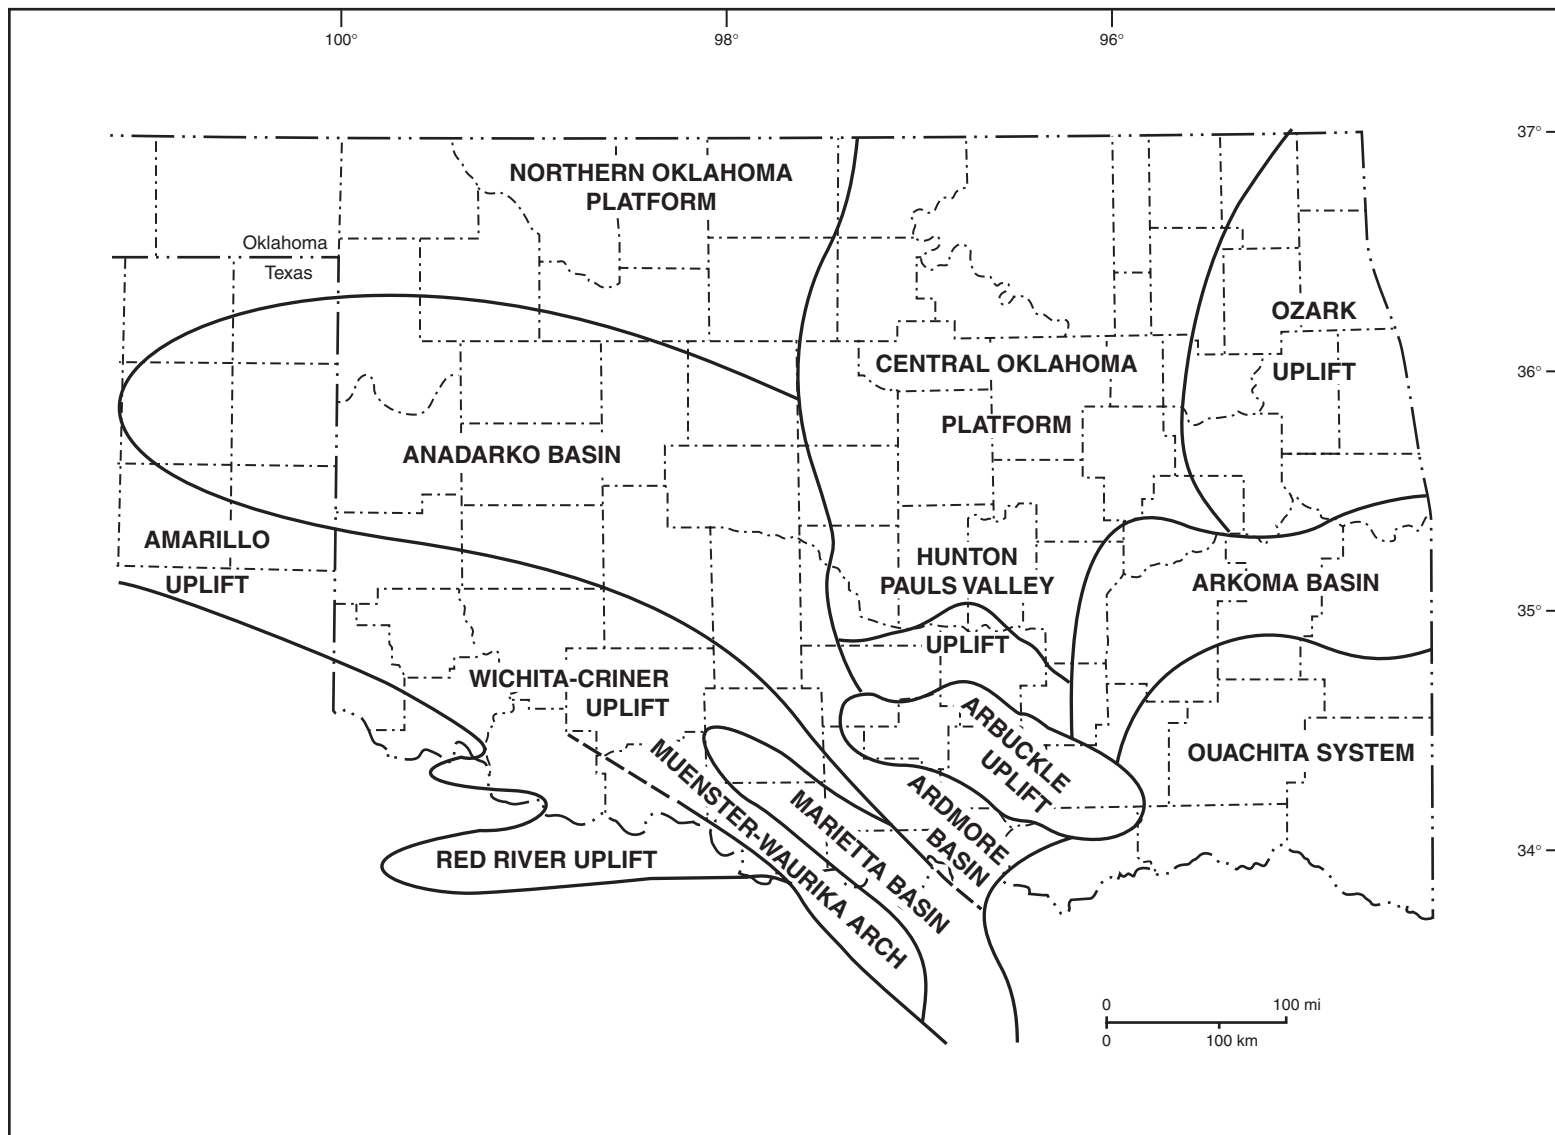 100°
98°
96°
37°
NORTHERN OKLAHOMA
PLATFORM
Oklahoma
Texas
OZARK
UPLIFT
36°
CENTRAL OKLAHOMA
PLATFORM
ANADARKO BASIN
AMARILLO
UPLIFT
HUNTON
PAULS VALLEY
UPLIFT
ARKOMA BASIN
35°
WICHITA-CRINER
UPLIFT
ARBUCKLE
UPLIFT
OUACHITA SYSTEM
MUENSTER-WAURIKA ARCH
MARIETTA BASIN
ARDMORE
BASIN
RED RIVER UPLIFT
34°
0
100 mi
0
100 km